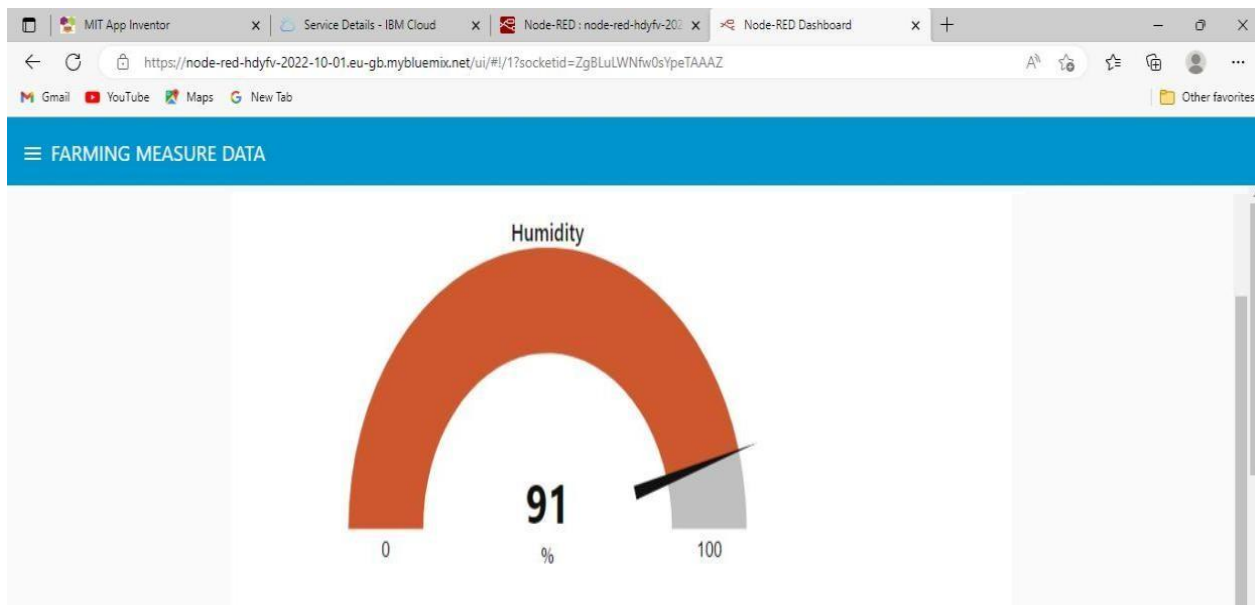 MIT App Inventor
Service Details - IBM Cloud
Node-RED : node-red-hdyfv-202
Node-RED Dashboard
https://node-red-hdyfv-2022-10-01.eu-gb.mybluemix.net/ui/#!/1?socketid=ZgBLuLWNfw0sYpeTAAAZ
Gmail YouTube Maps New Tab Other favorites
FARMING MEASURE DATA
Humidity
91
0 % 100